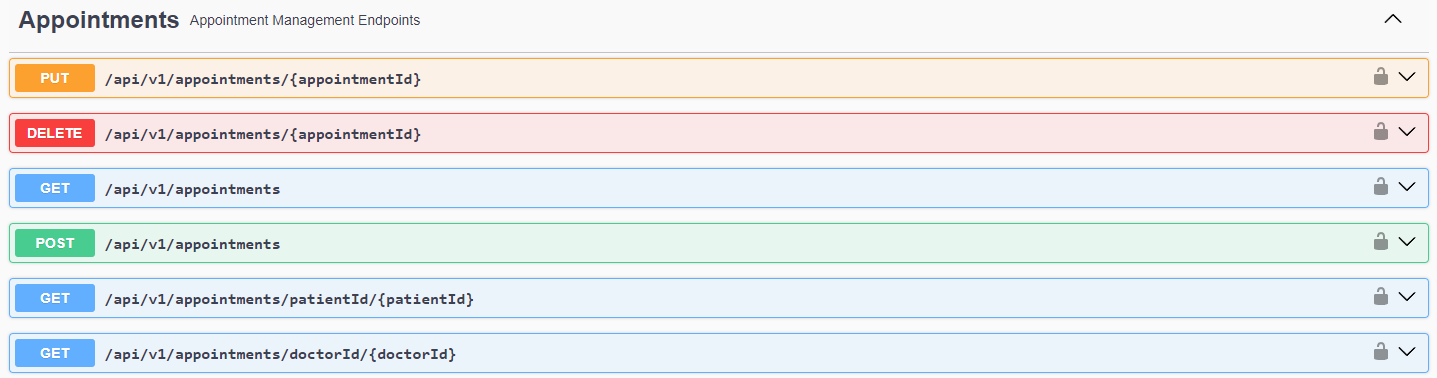 Appointments Appointment Management Endpoints
PUT /api/v1/appointments/{appointmentId}
DELETE /api/v1/appointments/{appointmentId}
GET /api/v1/appointments
POST /api/v1/appointments
GET /api/v1/appointments/patientId/{patientId}
GET /api/v1/appointments/doctorId/{doctorId}